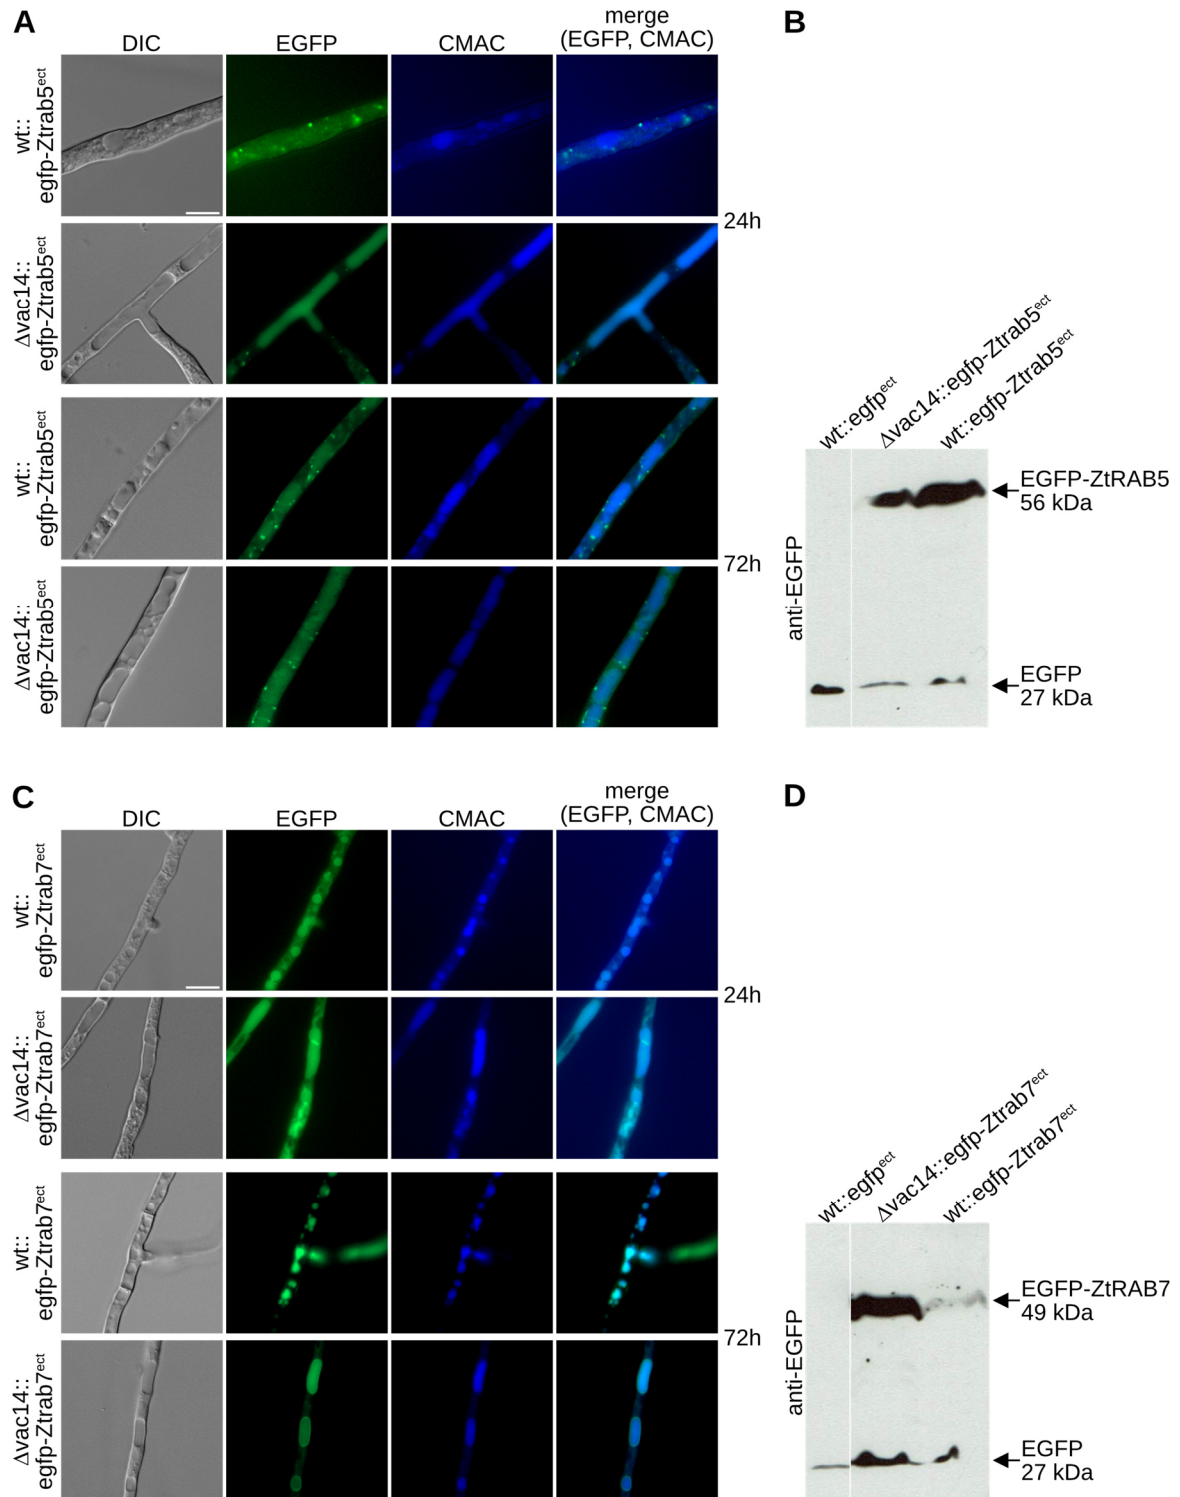 A
DIC
EGFP
CMAC
merge
(EGFP, CMAC)
wt::
egfp-Ztrab5ect
24h
Δvac14::
egfp-Ztrab5ect
wt::
egfp-Ztrab5ect
72h
Δvac14::
egfp-Ztrab5ect
B
wt::egfpect
Δvac14::egfp-Ztrab5ect
wt::egfp-Ztrab5ect
anti-EGFP
EGFP-ZtRAB5
56 kDa
EGFP
27 kDa
C
DIC
EGFP
CMAC
merge
(EGFP, CMAC)
wt::
egfp-Ztrab7ect
24h
Δvac14::
egfp-Ztrab7ect
wt::
egfp-Ztrab7ect
72h
Δvac14::
egfp-Ztrab7ect
D
wt::egfpect
Δvac14::egfp-Ztrab7ect
wt::egfp-Ztrab7ect
anti-EGFP
EGFP-ZtRAB7
49 kDa
EGFP
27 kDa